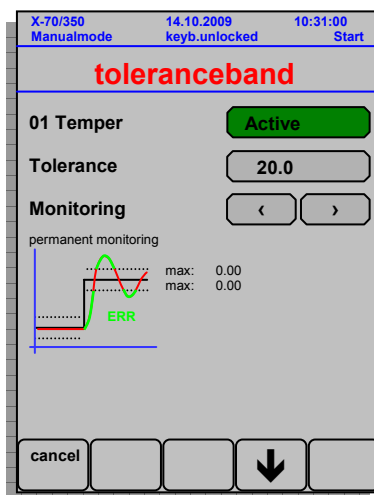 X-70/350 14.10.2009 10:31:00
Manualmode keyb.unlocked Start
toleranceband
01 Temper Active
Tolerance 20.0
Monitoring ‹ ›
permanent monitoring
max: 0.00
max: 0.00
ERR
cancel